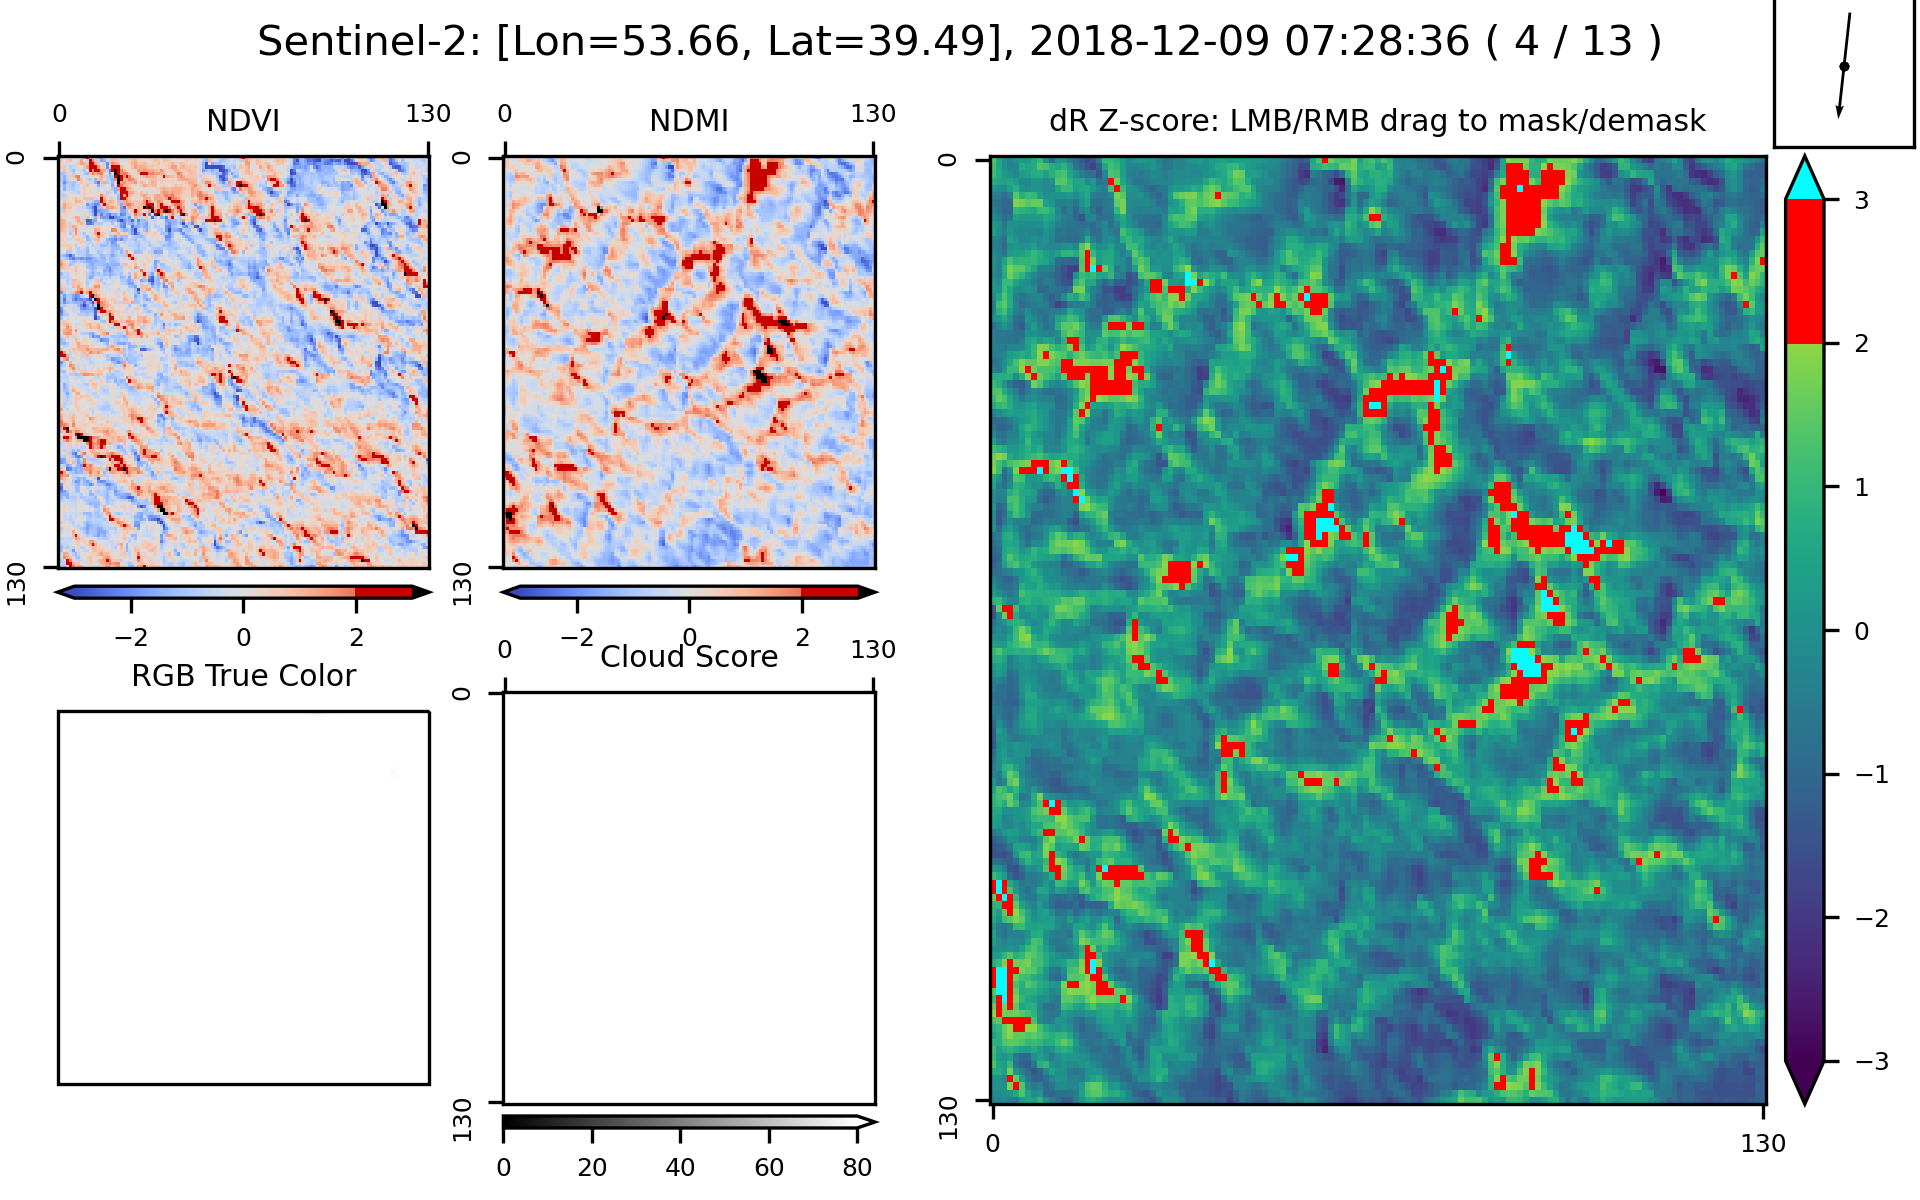 Sentinel-2: [Lon=53.66, Lat=39.49], 2018-12-09 07:28:36 ( 4 / 13 )
0 130 0 130
NDVI NDMI dR Z-score: LMB/RMB drag to mask/demask
0 0 0
3
2
1
0
−1
−2
−3
130 130
−2 0 2 −2 0 2
0 130
RGB True Color Cloud Score
0
130 130
0 130
0 20 40 60 80